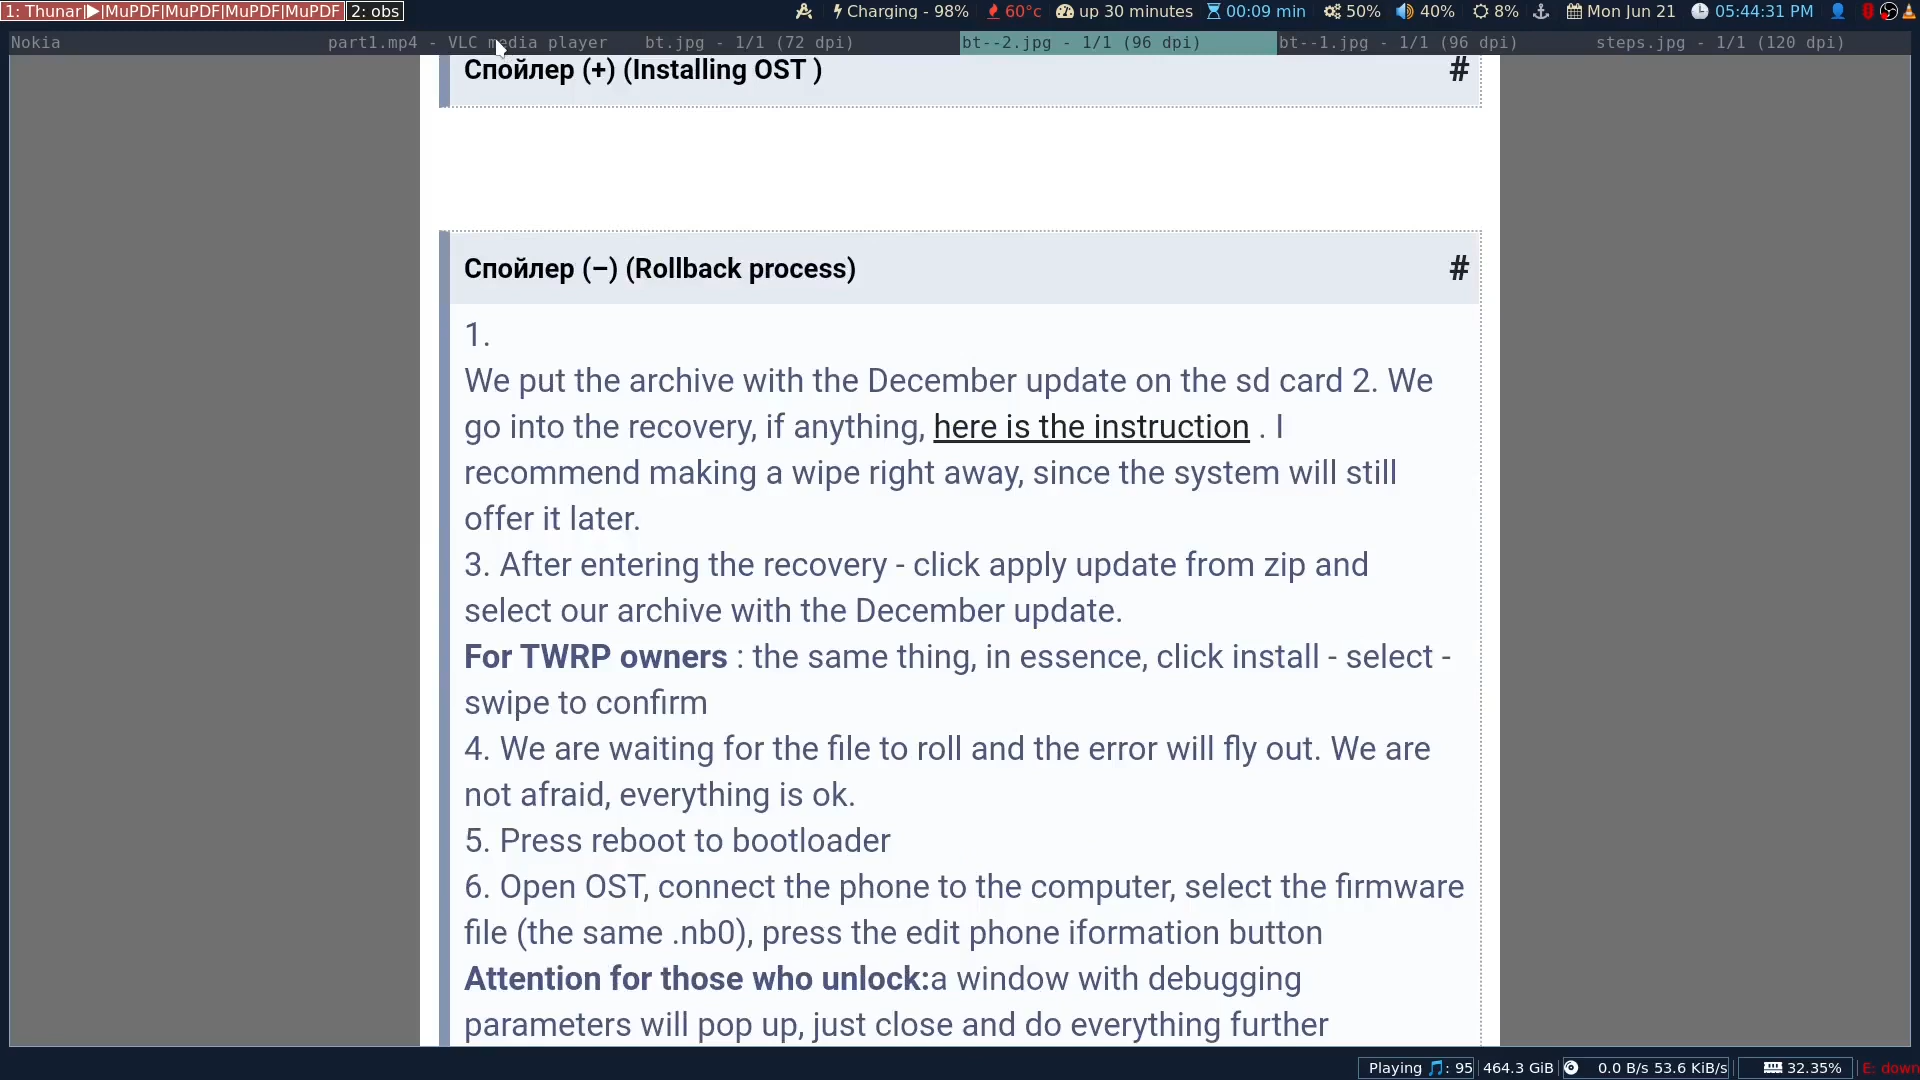 1: Thunar|▶|MuPDF|MuPDF|MuPDF|MuPDF 2: obs Charging - 98% 60°c up 30 minutes 00:09 min 50% 40% 8% Mon Jun 21 05:44:31 PM
Nokia part1.mp4 - VLC media player bt.jpg - 1/1 (72 dpi) bt--2.jpg - 1/1 (96 dpi) bt--1.jpg - 1/1 (96 dpi) steps.jpg - 1/1 (120 dpi)
Спойлер (+) (Installing OST ) #
Спойлер (−) (Rollback process) #
1.
We put the archive with the December update on the sd card 2. We
go into the recovery, if anything, here is the instruction . I
recommend making a wipe right away, since the system will still
offer it later.
3. After entering the recovery - click apply update from zip and
select our archive with the December update.
For TWRP owners : the same thing, in essence, click install - select -
swipe to confirm
4. We are waiting for the file to roll and the error will fly out. We are
not afraid, everything is ok.
5. Press reboot to bootloader
6. Open OST, connect the phone to the computer, select the firmware
file (the same .nb0), press the edit phone iformation button
Attention for those who unlock:a window with debugging
parameters will pop up, just close and do everything further
Playing 🎵: 95 464.3 GiB 0.0 B/s 53.6 KiB/s 32.35% E: down